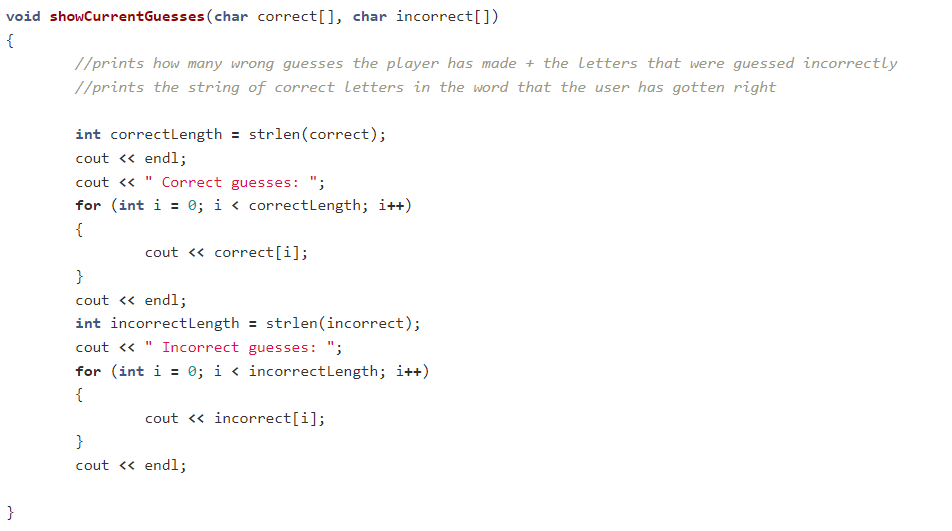 void showCurrentGuesses(char correct[], char incorrect[])
{
//prints how many wrong guesses the player has made + the letters that were guessed incorrectly
//prints the string of correct letters in the word that the user has gotten right
int correctLength = strlen(correct);
cout << endl;
cout << " Correct guesses: ";
for (int i = 0; i < correctLength; i++)
{
cout << correct[i];
}
cout << endl;
int incorrectLength = strlen(incorrect);
cout << " Incorrect guesses: ";
for (int i = 0; i < incorrectLength; i++)
{
cout << incorrect[i];
}
cout << endl;
}